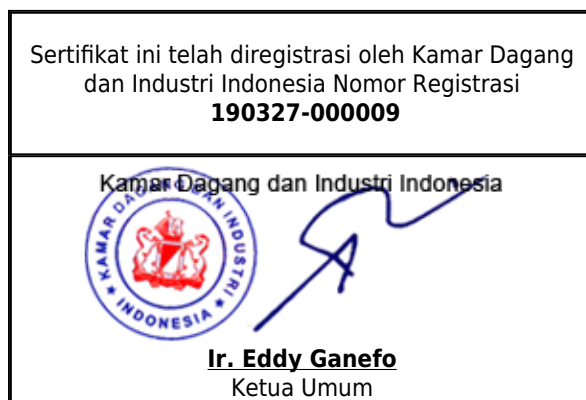 Sertifikat ini telah diregistrasi oleh Kamar Dagang
dan Industri Indonesia Nomor Registrasi
190327-000009
Kamar Dagang dan Industri Indonesia
KAMAR DAGANG DAN INDUSTRI
INDONESIA
Ir. Eddy Ganefo
Ketua Umum